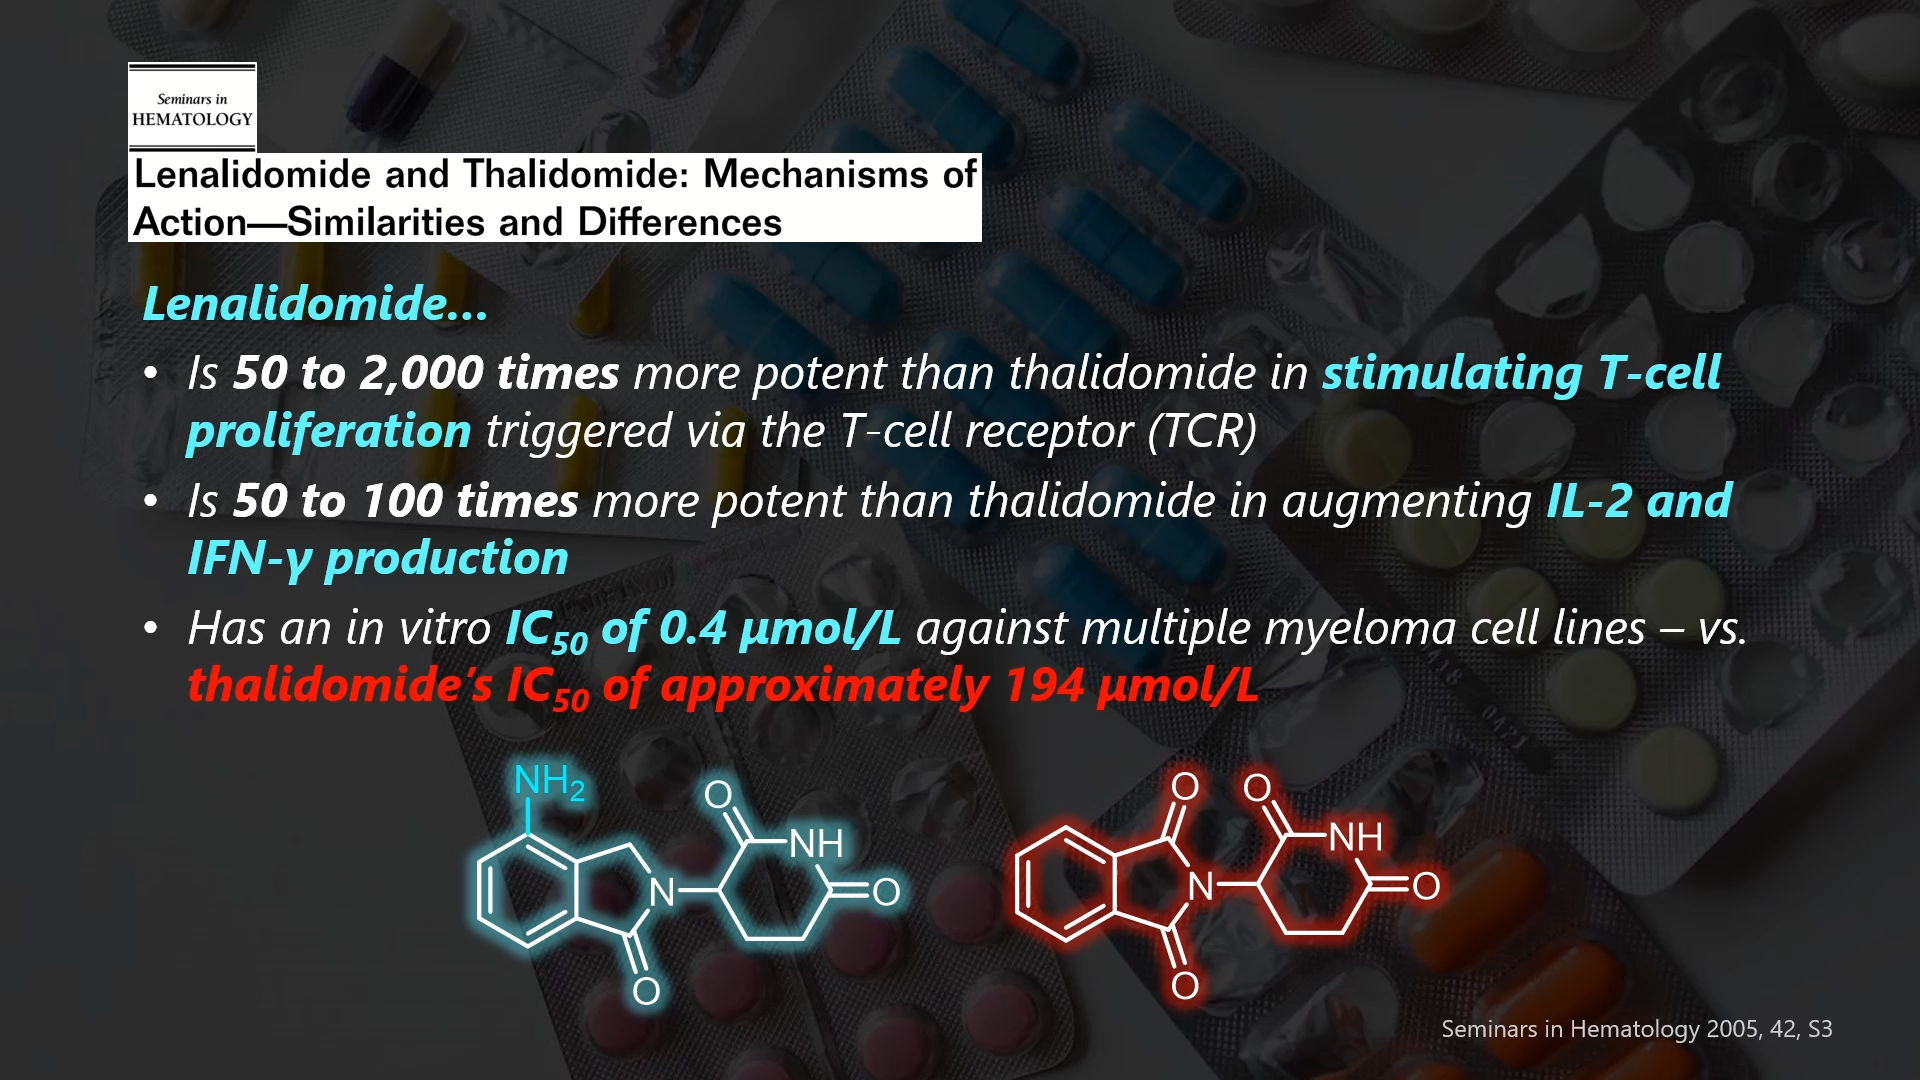 Seminars in
HEMATOLOGY
Lenalidomide and Thalidomide: Mechanisms of
Action—Similarities and Differences
Lenalidomide...
• Is 50 to 2,000 times more potent than thalidomide in stimulating T-cell
proliferation triggered via the T-cell receptor (TCR)
• Is 50 to 100 times more potent than thalidomide in augmenting IL-2 and
IFN-γ production
• Has an in vitro IC50 of 0.4 μmol/L against multiple myeloma cell lines – vs.
thalidomide's IC50 of approximately 194 μmol/L
NH2
O
NH
N
O
O
O
O
NH
N
O
O
Seminars in Hematology 2005, 42, S3